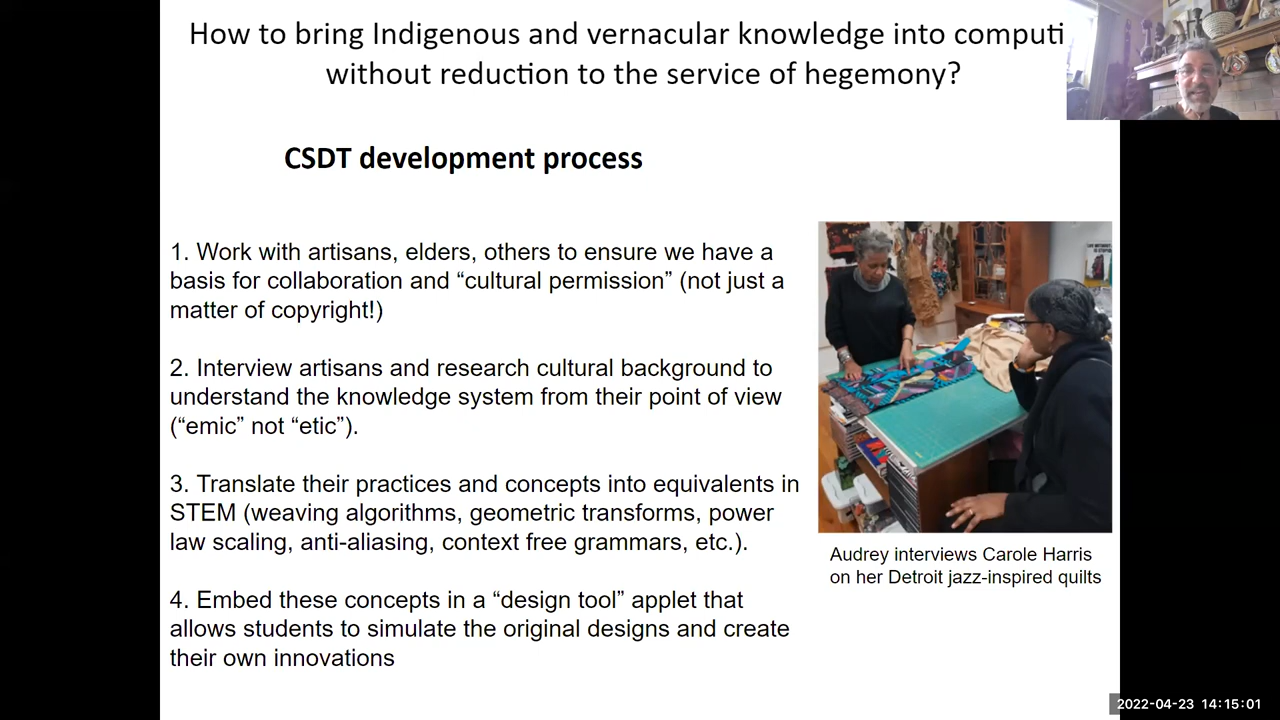 How to bring Indigenous and vernacular knowledge into computi
without reduction to the service of hegemony?
CSDT development process
1. Work with artisans, elders, others to ensure we have a
basis for collaboration and “cultural permission” (not just a
matter of copyright!)
2. Interview artisans and research cultural background to
understand the knowledge system from their point of view
(“emic” not “etic”).
3. Translate their practices and concepts into equivalents in
STEM (weaving algorithms, geometric transforms, power
law scaling, anti-aliasing, context free grammars, etc.).
4. Embed these concepts in a “design tool” applet that
allows students to simulate the original designs and create
their own innovations
Audrey interviews Carole Harris
on her Detroit jazz-inspired quilts
2022-04-23 14:15:01